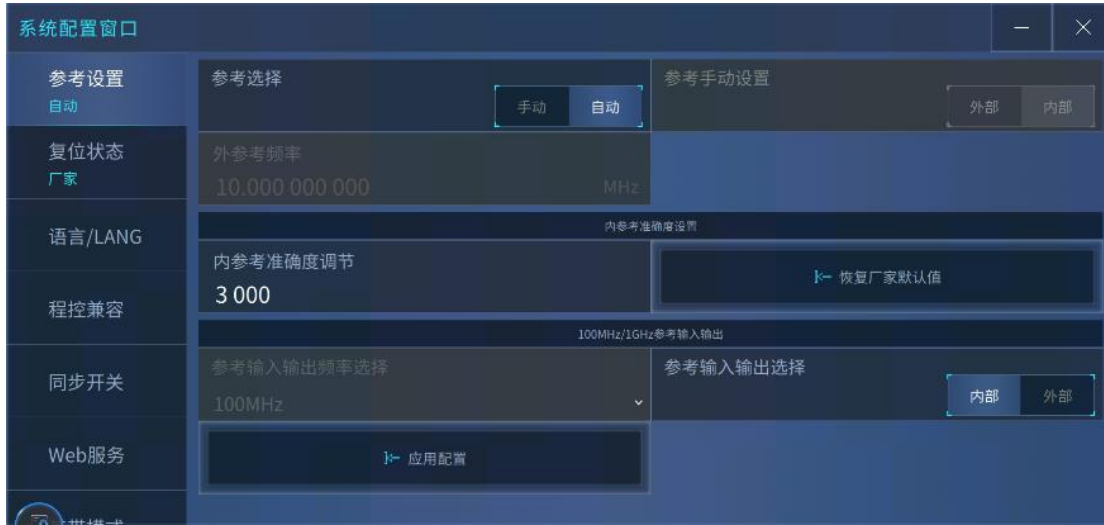 系统配置窗口
参考设置
自动
复位状态
厂家
语言/LANG
程控兼容
同步开关
Web服务
参考选择
手动 自动
参考手动设置
外部 内部
外参考频率
10.000 000 000 MHz
内参考准确度设置
内参考准确度调节
3 000
恢复厂家默认值
100MHz/1GHz参考输入输出
参考输入输出频率选择
100MHz
参考输入输出选择
内部 外部
应用配置